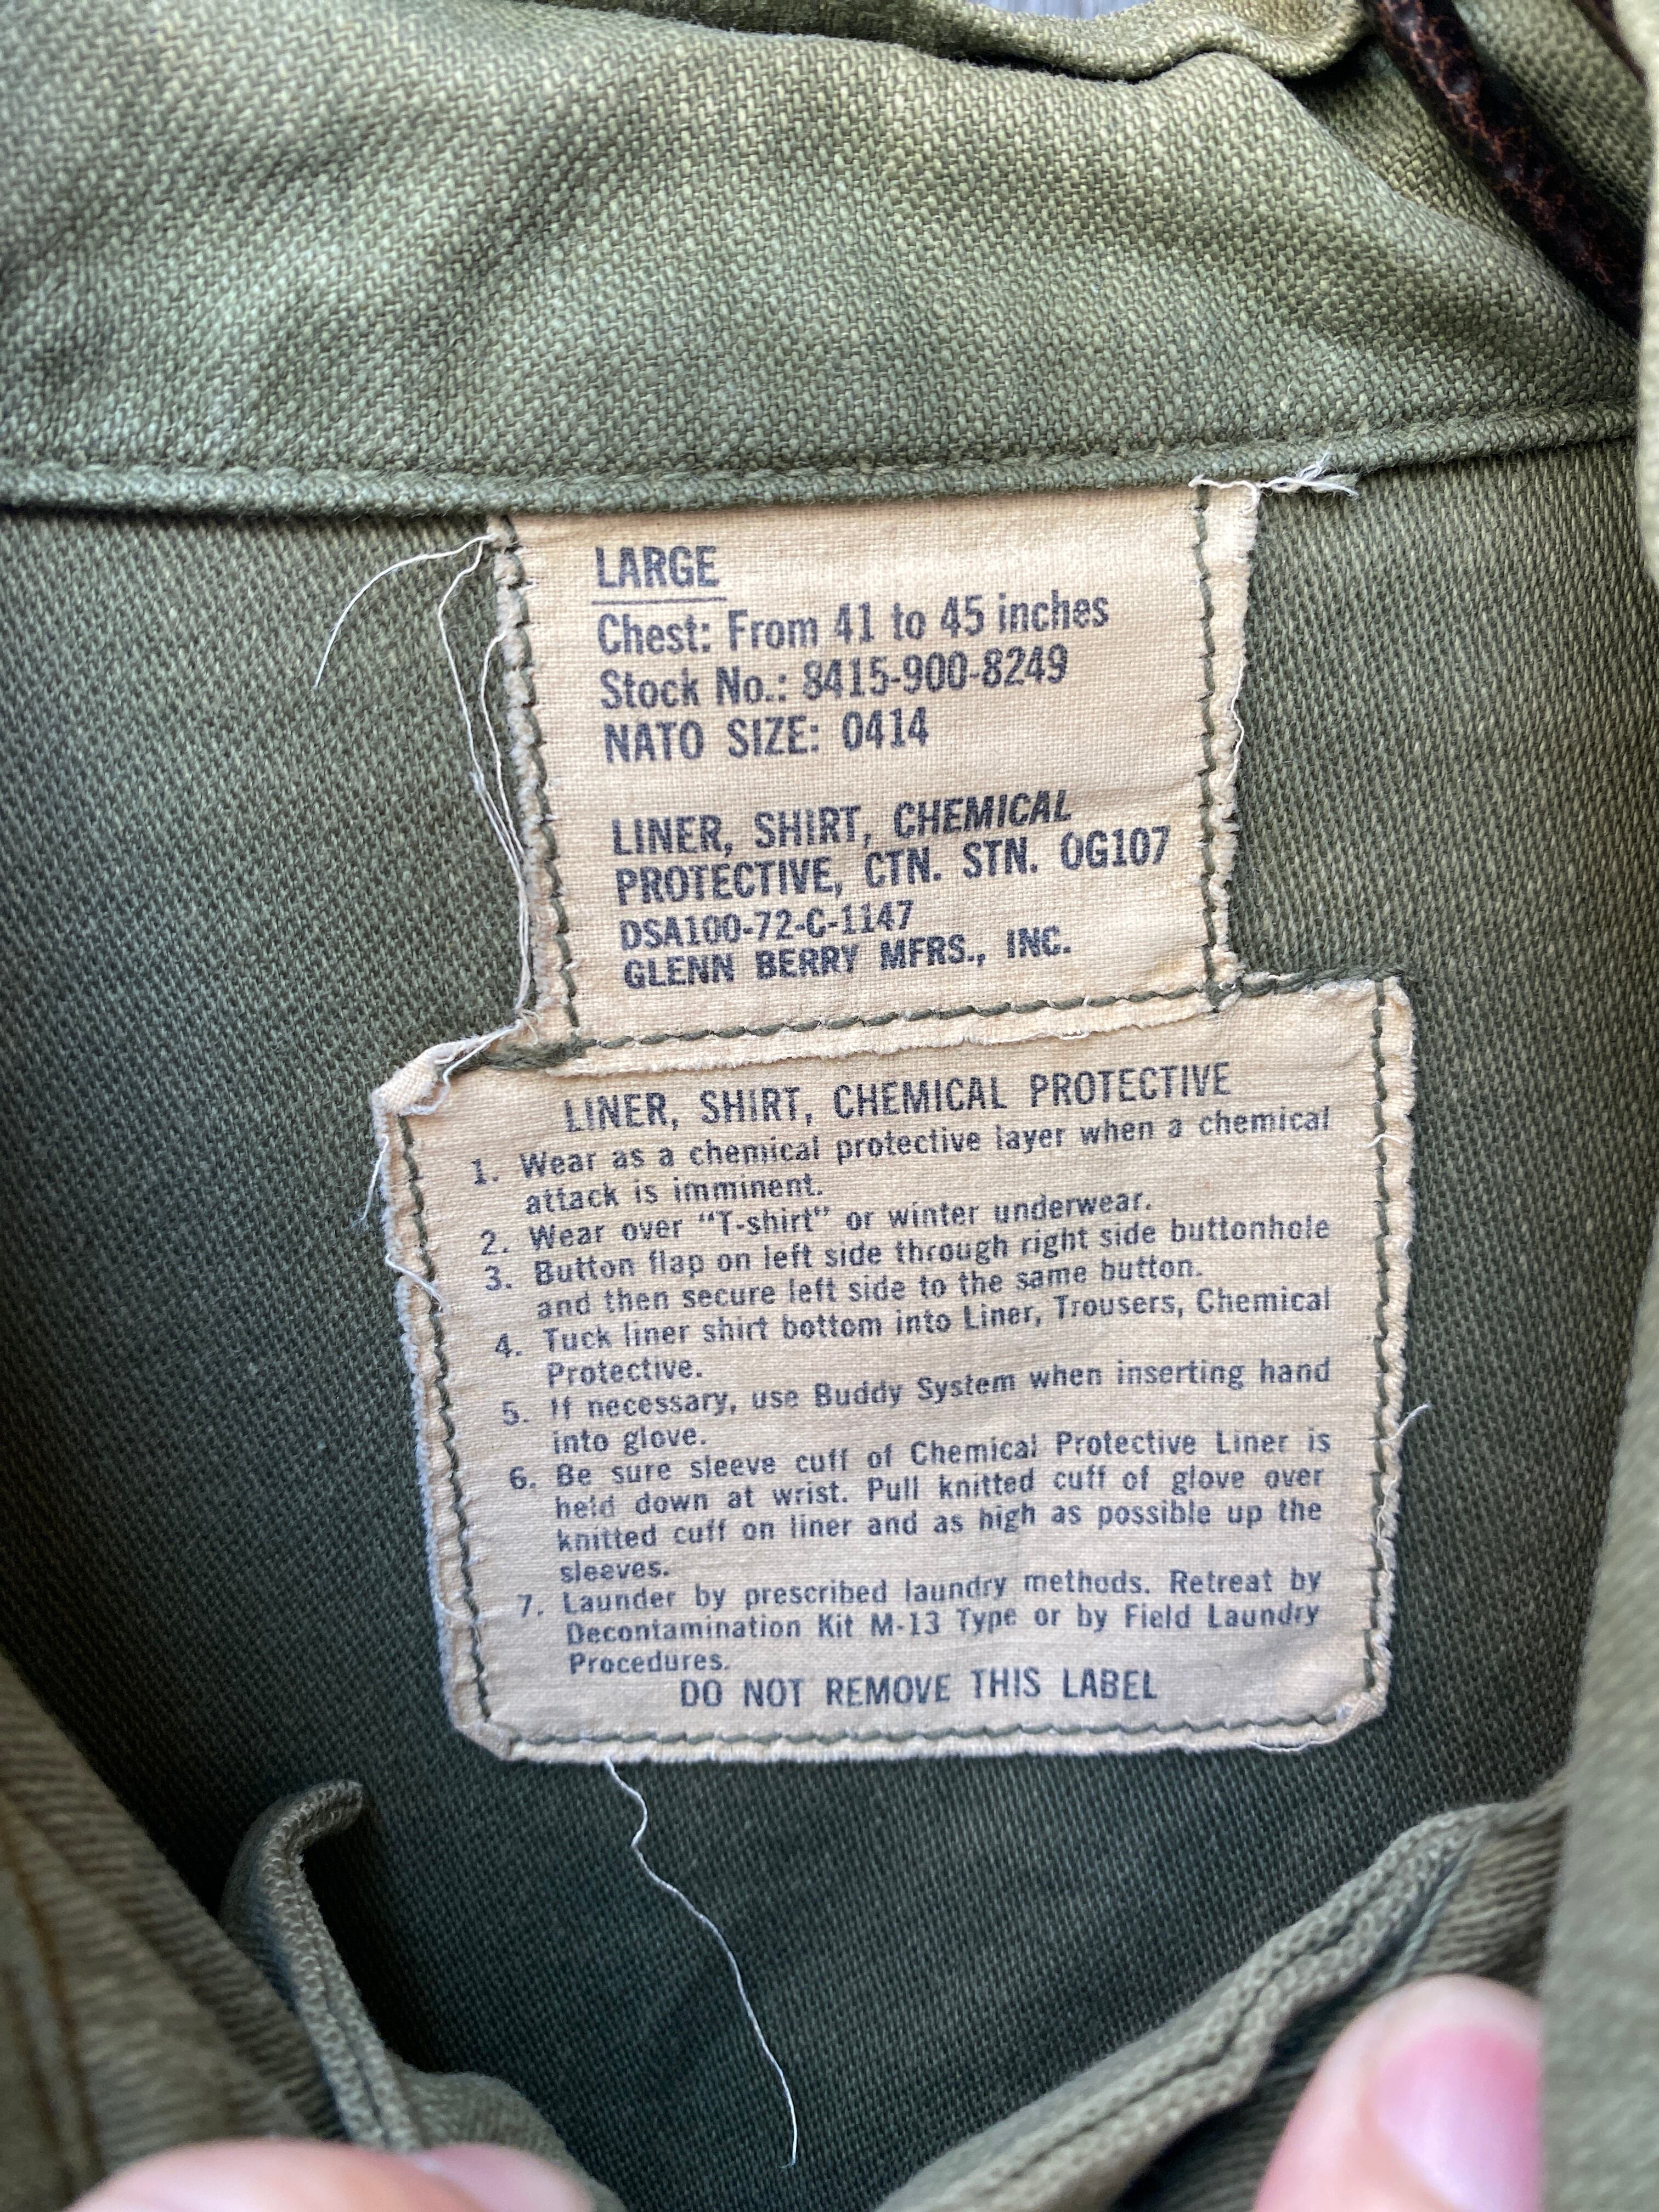 LARGE
Chest: From 41 to 45 inches
Stock No.: 8415-900-8249
NATO SIZE: 0414
LINER, SHIRT, CHEMICAL
PROTECTIVE, CTN. STN. OG107
DSA100-72-C-1147
GLENN BERRY MFRS., INC.
LINER, SHIRT, CHEMICAL PROTECTIVE
1. Wear as a chemical protective layer when a chemical
attack is imminent.
2. Wear over "T-shirt" or winter underwear.
3. Button flap on left side through right side buttonhole
and then secure left side to the same button.
4. Tuck liner shirt bottom into Liner, Trousers, Chemical
Protective.
5. If necessary, use Buddy System when inserting hand
into glove.
6. Be sure sleeve cuff of Chemical Protective Liner is
held down at wrist. Pull knitted cuff of glove over
knitted cuff on liner and as high as possible up the
sleeves.
7. Launder by prescribed laundry methods. Retreat by
Decontamination Kit M-13 Type or by Field Laundry
Procedures.
DO NOT REMOVE THIS LABEL